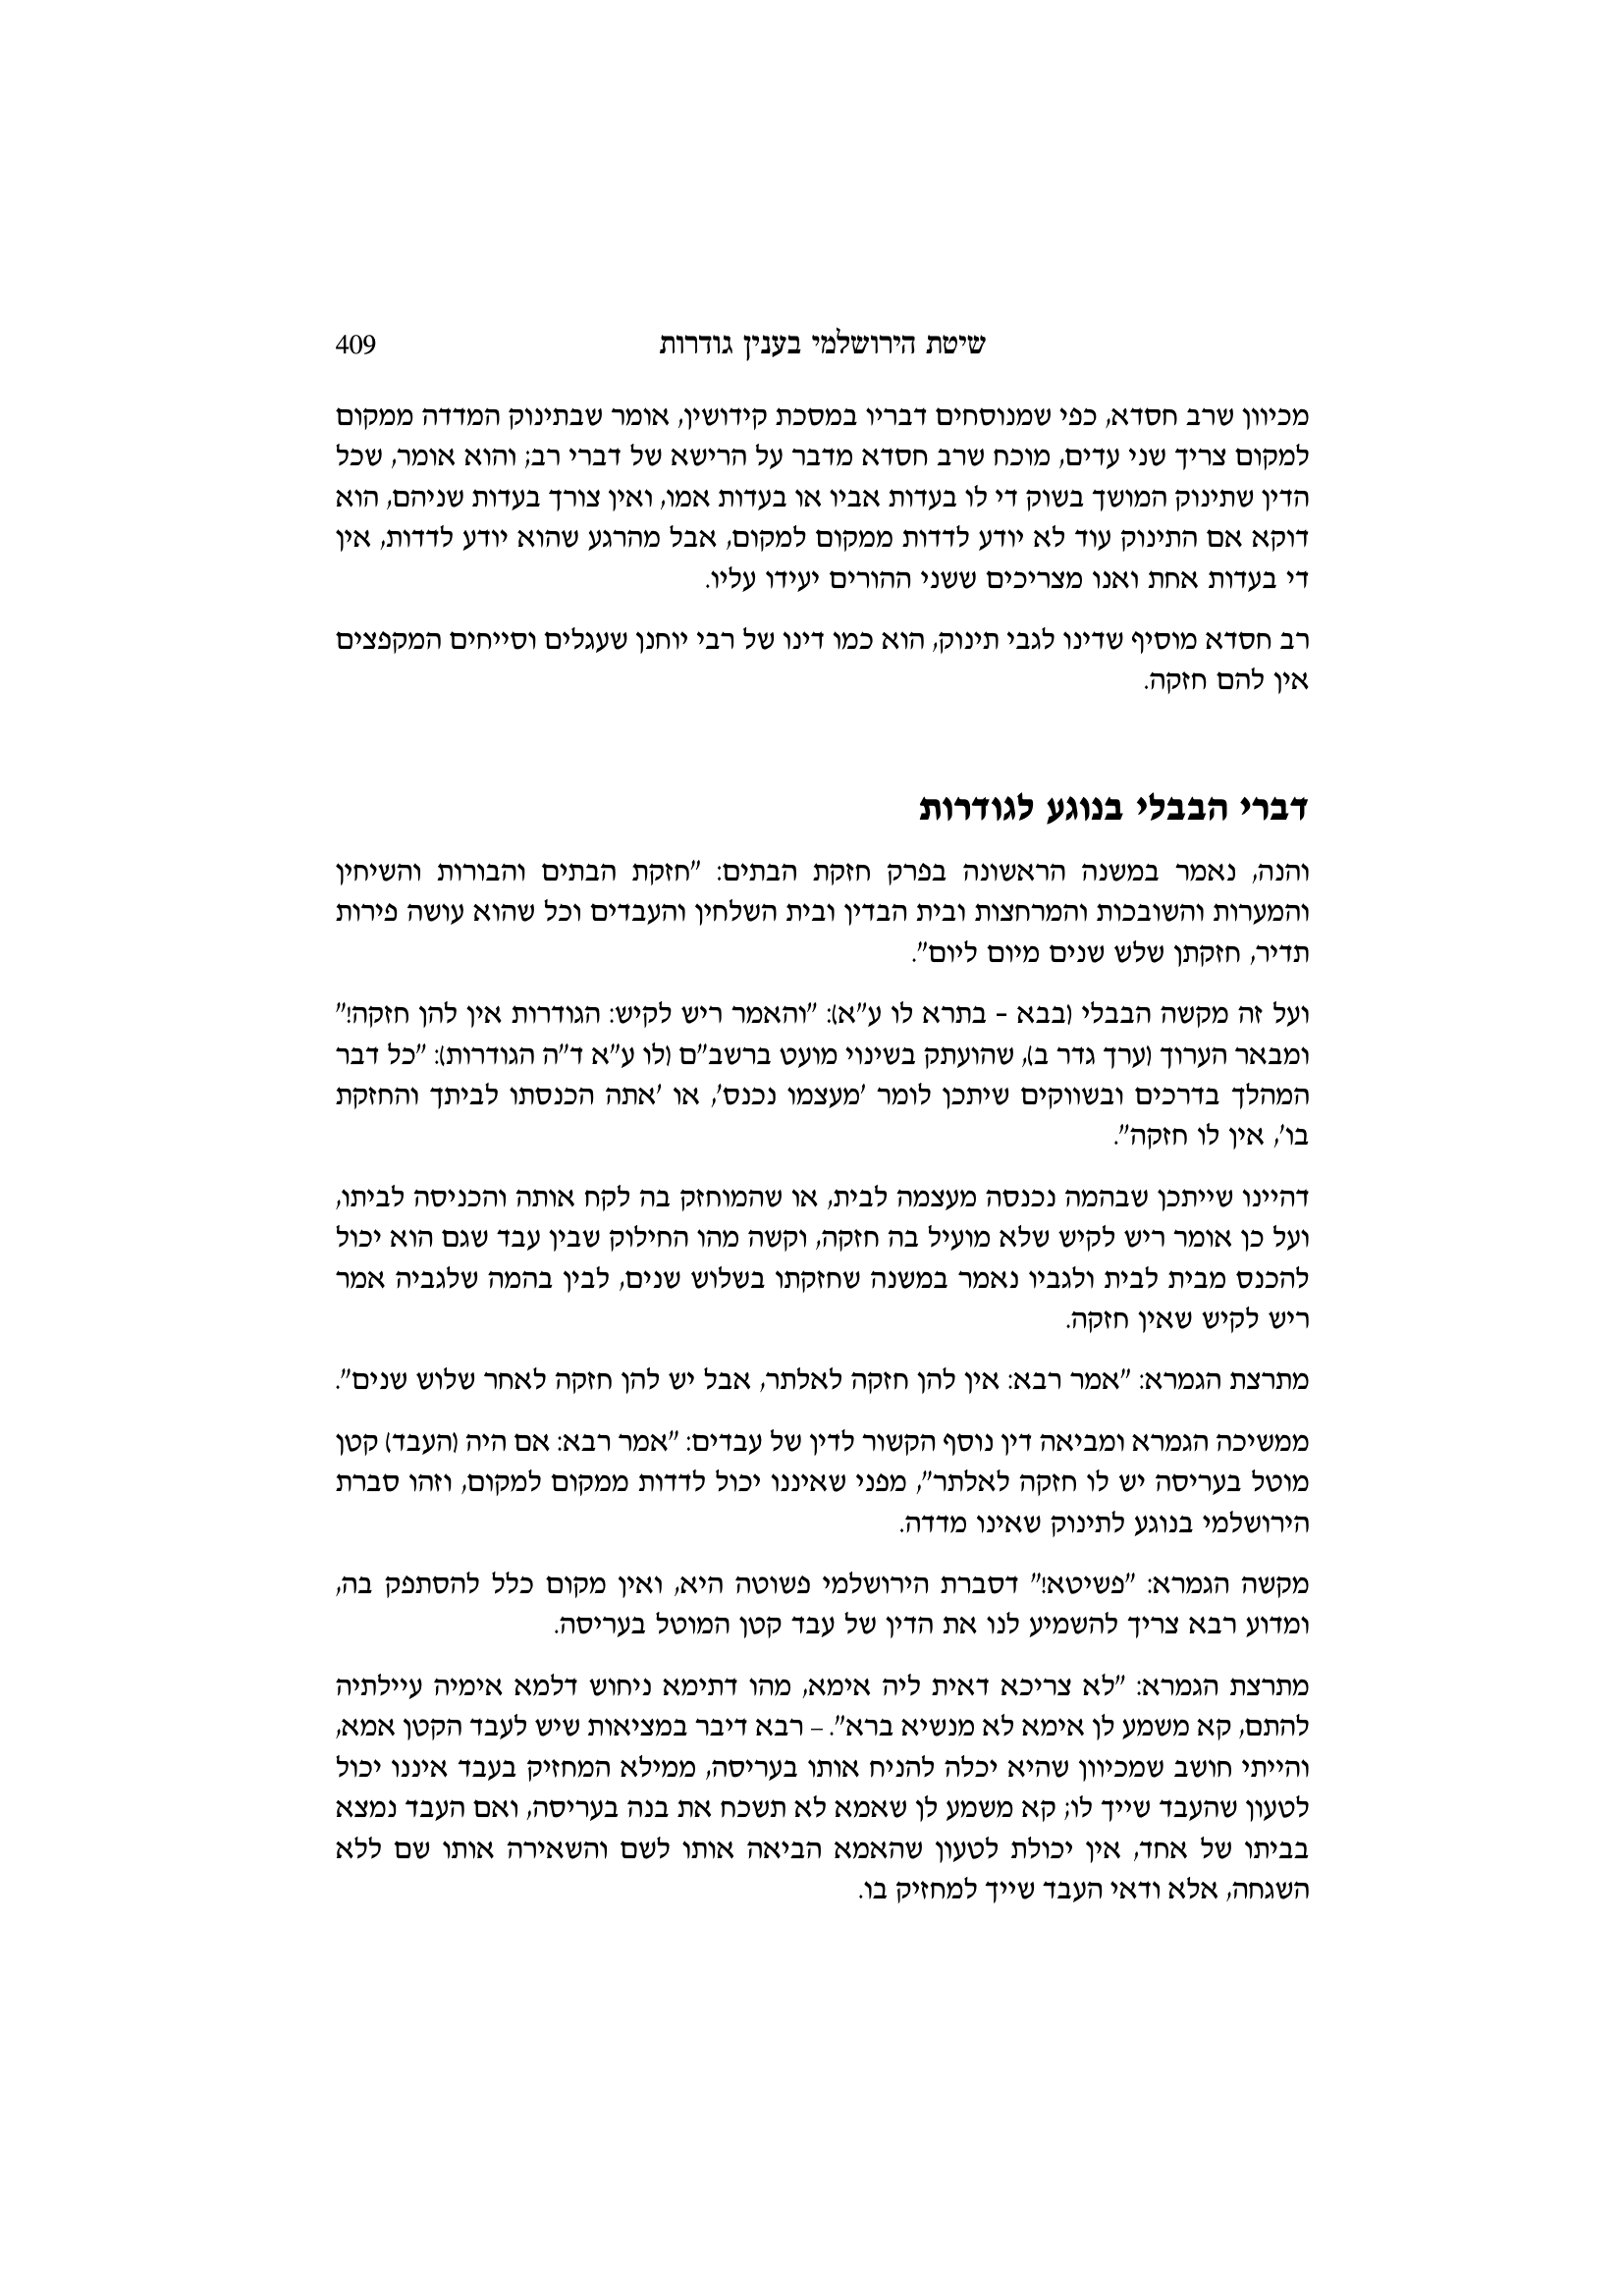 שיטת הירושלמי בענין גודרות 409
מכיוון שרב חסדא, כפי שמנוסחים דבריו במסכת קידושין, אומר שבתינוק המדדה ממקום
למקום צריך שני עדים, מוכח שרב חסדא מדבר על הרישא של דברי רב; והוא אומר, שכל
הדין שתינוק המושך בשוק די לו בעדות אביו או בעדות אמו, ואין צורך בעדות שניהם, הוא
דוקא אם התינוק עוד לא יודע לדדות ממקום למקום, אבל מהרגע שהוא יודע לדדות, אין
די בעדות אחת ואנו מצריכים ששני ההורים יעידו עליו.
רב חסדא מוסיף שדינו לגבי תינוק, הוא כמו דינו של רבי יוחנן שעגלים וסייחים המקפצים
אין להם חזקה.
דברי הבבלי בנוגע לגודרות
והנה, נאמר במשנה הראשונה בפרק חזקת הבתים: "חזקת הבתים והבורות והשיחין
והמערות והשובכות והמרחצות ובית הבדין ובית השלחין והעבדים וכל שהוא עושה פירות
תדיר, חזקתן שלש שנים מיום ליום".
ועל זה מקשה הבבלי (בבא - בתרא לו ע"א): "והאמר ריש לקיש: הגודרות אין להן חזקה!"
ומבאר הערוך (ערך גדר ב), שהועתק בשינוי מועט ברשב"ם (לו ע"א ד"ה הגודרות): "כל דבר
המהלך בדרכים ובשווקים שיתכן לומר 'מעצמו נכנס', או 'אתה הכנסתו לביתך והחזקת
בו', אין לו חזקה".
דהיינו שייתכן שבהמה נכנסה מעצמה לבית, או שהמוחזק בה לקח אותה והכניסה לביתו,
ועל כן אומר ריש לקיש שלא מועיל בה חזקה, וקשה מהו החילוק שבין עבד שגם הוא יכול
להכנס מבית לבית ולגביו נאמר במשנה שחזקתו בשלוש שנים, לבין בהמה שלגביה אמר
ריש לקיש שאין חזקה.
מתרצת הגמרא: "אמר רבא: אין להן חזקה לאלתר, אבל יש להן חזקה לאחר שלוש שנים".
ממשיכה הגמרא ומביאה דין נוסף הקשור לדין של עבדים: "אמר רבא: אם היה (העבד) קטן
מוטל בעריסה יש לו חזקה לאלתר", מפני שאיננו יכול לדדות ממקום למקום, וזהו סברת
הירושלמי בנוגע לתינוק שאינו מדדה.
מקשה הגמרא: "פשיטא!" דסברת הירושלמי פשוטה היא, ואין מקום כלל להסתפק בה,
ומדוע רבא צריך להשמיע לנו את הדין של עבד קטן המוטל בעריסה.
מתרצת הגמרא: "לא צריכא דאית ליה אימא, מהו דתימא ניחוש דלמא אימיה עיילתיה
להתם, קא משמע לן אימא לא מנשיא ברא". – רבא דיבר במציאות שיש לעבד הקטן אמא,
והייתי חושב שמכיוון שהיא יכלה להניח אותו בעריסה, ממילא המחזיק בעבד איננו יכול
לטעון שהעבד שייך לו; קא משמע לן שאמא לא תשכח את בנה בעריסה, ואם העבד נמצא
בביתו של אחד, אין יכולת לטעון שהאמא הביאה אותו לשם והשאירה אותו שם ללא
השגחה, אלא ודאי העבד שייך למחזיק בו.